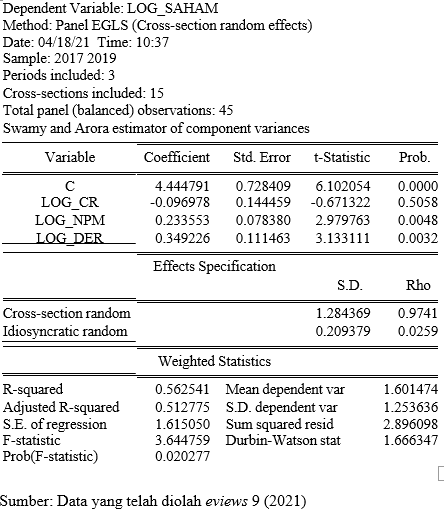 Dependent Variable: LOG_SAHAM
Method: Panel EGLS (Cross-section random effects)
Date: 04/18/21 Time: 10:37
Sample: 2017 2019
Periods included: 3
Cross-sections included: 15
Total panel (balanced) observations: 45
Swamy and Arora estimator of component variances
Variable Coefficient Std. Error t-Statistic Prob.
C 4.444791 0.728409 6.102054 0.0000
LOG_CR -0.096978 0.144459 -0.671322 0.5058
LOG_NPM 0.233553 0.078380 2.979763 0.0048
LOG_DER 0.349226 0.111463 3.133111 0.0032
Effects Specification
S.D. Rho
Cross-section random 1.284369 0.9741
Idiosyncratic random 0.209379 0.0259
Weighted Statistics
R-squared 0.562541 Mean dependent var 1.601474
Adjusted R-squared 0.512775 S.D. dependent var 1.253636
S.E. of regression 1.615050 Sum squared resid 2.896098
F-statistic 3.644759 Durbin-Watson stat 1.666347
Prob(F-statistic) 0.020277
Sumber: Data yang telah diolah eviews 9 (2021)